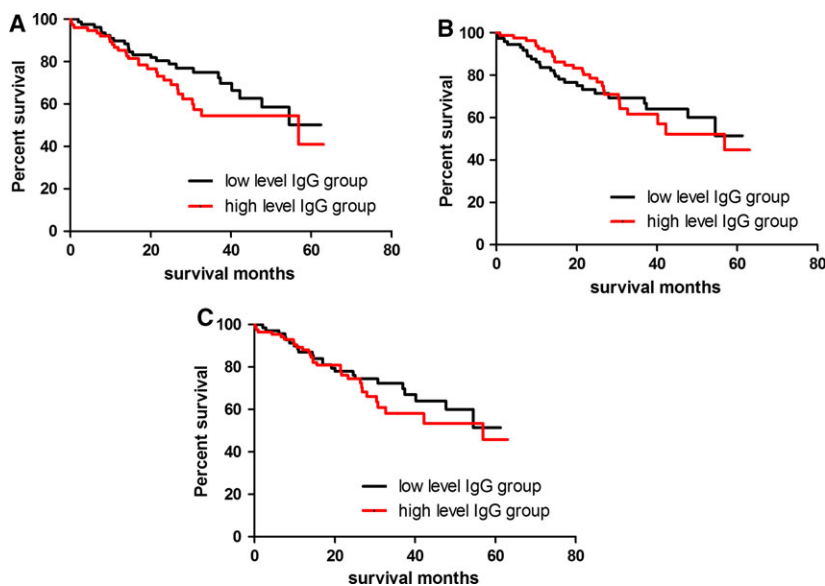 A
Percent survival
100
80
60
40
20
0
low level IgG group
high level IgG group
0 20 40 60 80
survival months
B
Percent survival
100
80
60
40
20
0
low level IgG group
high level IgG group
0 20 40 60 80
survival months
C
Percent survival
100
80
60
40
20
0
low level IgG group
high level IgG group
0 20 40 60 80
survival months